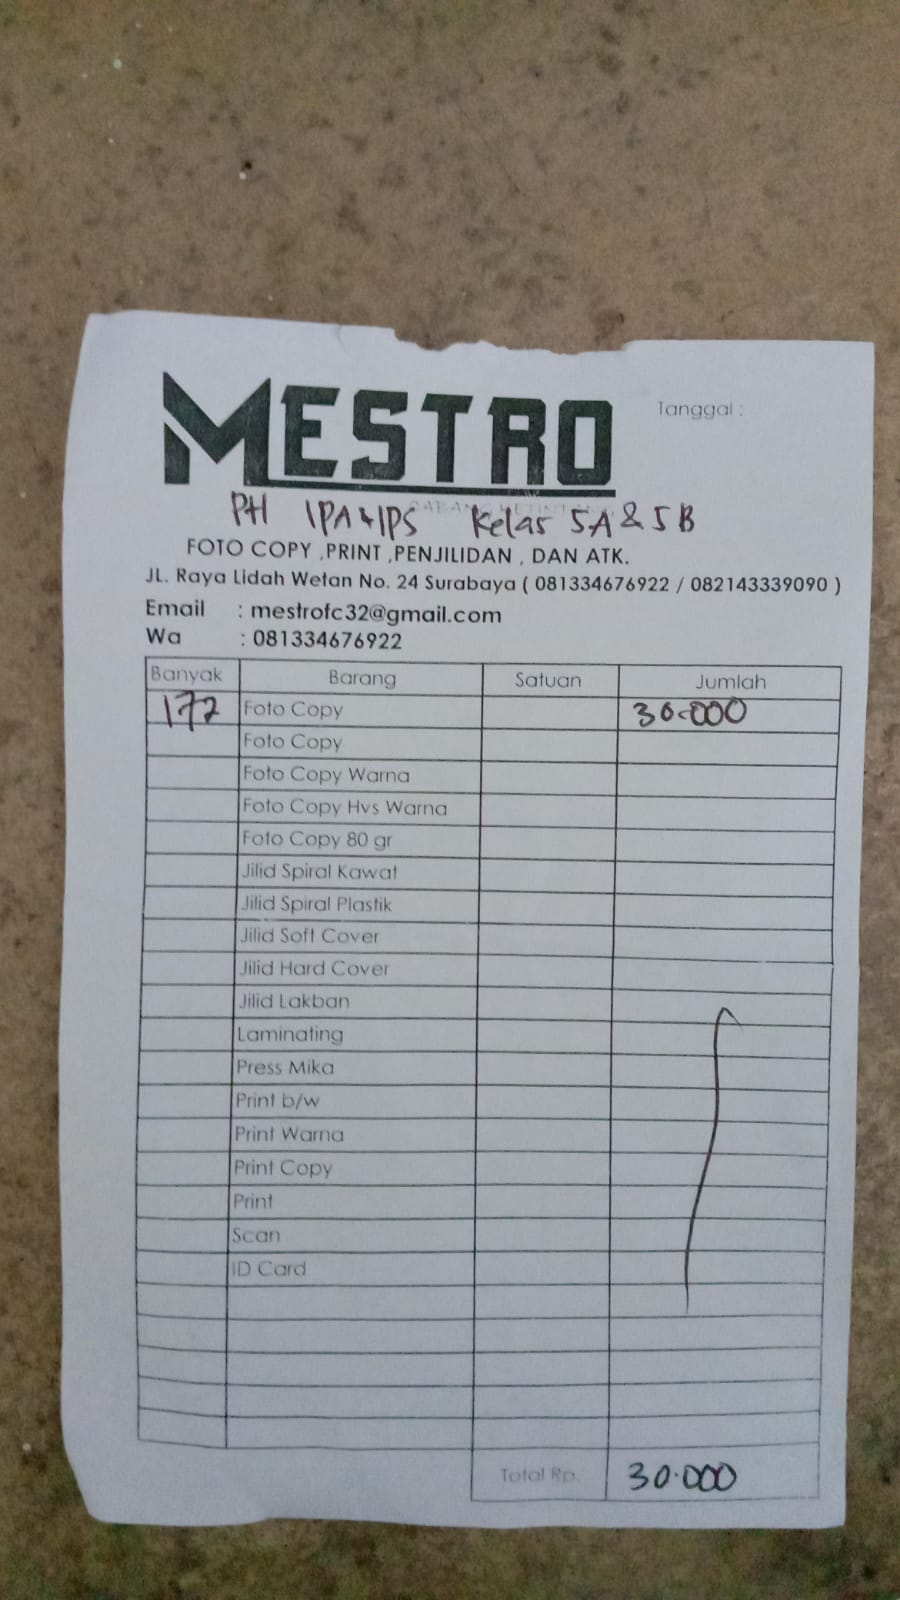 MESTRO
Tanggal :
PH IPA & IPS Kelas 5A & 5B
FOTO COPY ,PRINT ,PENJILIDAN , DAN ATK.
JL. Raya Lidah Wetan No. 24 Surabaya ( 081334676922 / 082143339090 )
Email : mestrofc32@gmail.com
Wa : 081334676922
Banyak Barang Satuan Jumlah
177 Foto Copy 30.000
Foto Copy
Foto Copy Warna
Foto Copy Hvs Warna
Foto Copy 80 gr
Jilid Spiral Kawat
Jilid Spiral Plastik
Jilid Soft Cover
Jilid Hard Cover
Jilid Lakban
Laminating
Press Mika
Print b/w
Print Warna
Print Copy
Print
Scan
ID Card
Total Rp. 30.000